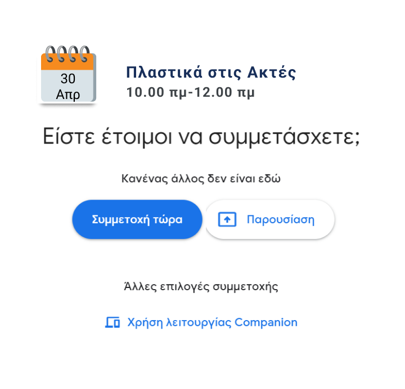 30
Απρ
Πλαστικά στις Ακτές
10.00 πμ-12.00 πμ
Είστε έτοιμοι να συμμετάσχετε;
Κανένας άλλος δεν είναι εδώ
Συμμετοχή τώρα
Παρουσίαση
Άλλες επιλογές συμμετοχής
Χρήση λειτουργίας Companion